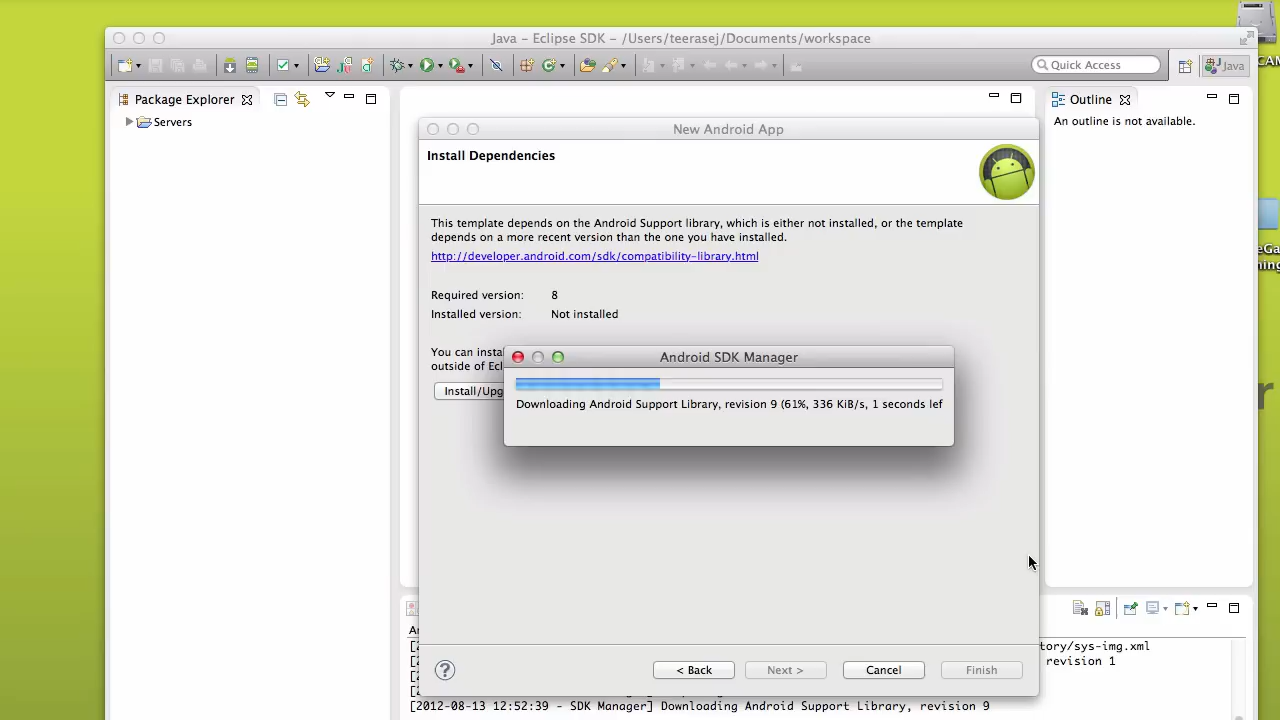 Java – Eclipse SDK – /Users/teerasej/Documents/workspace
Quick Access
Java
Package Explorer
Servers
Outline
An outline is not available.
New Android App
Install Dependencies
This template depends on the Android Support library, which is either not installed, or the template
depends on a more recent version than the one you have installed.
http://developer.android.com/sdk/compatibility-library.html
Required version: 8
Installed version: Not installed
You can insta
outside of Ecl
Install/Upg
Android SDK Manager
Downloading Android Support Library, revision 9 (61%, 336 KiB/s, 1 seconds lef
?
< Back
Next >
Cancel
Finish
tory/sys-img.xml
revision 1
[2012-08-13 12:52:39 - SDK Manager] Downloading Android Support Library, revision 9